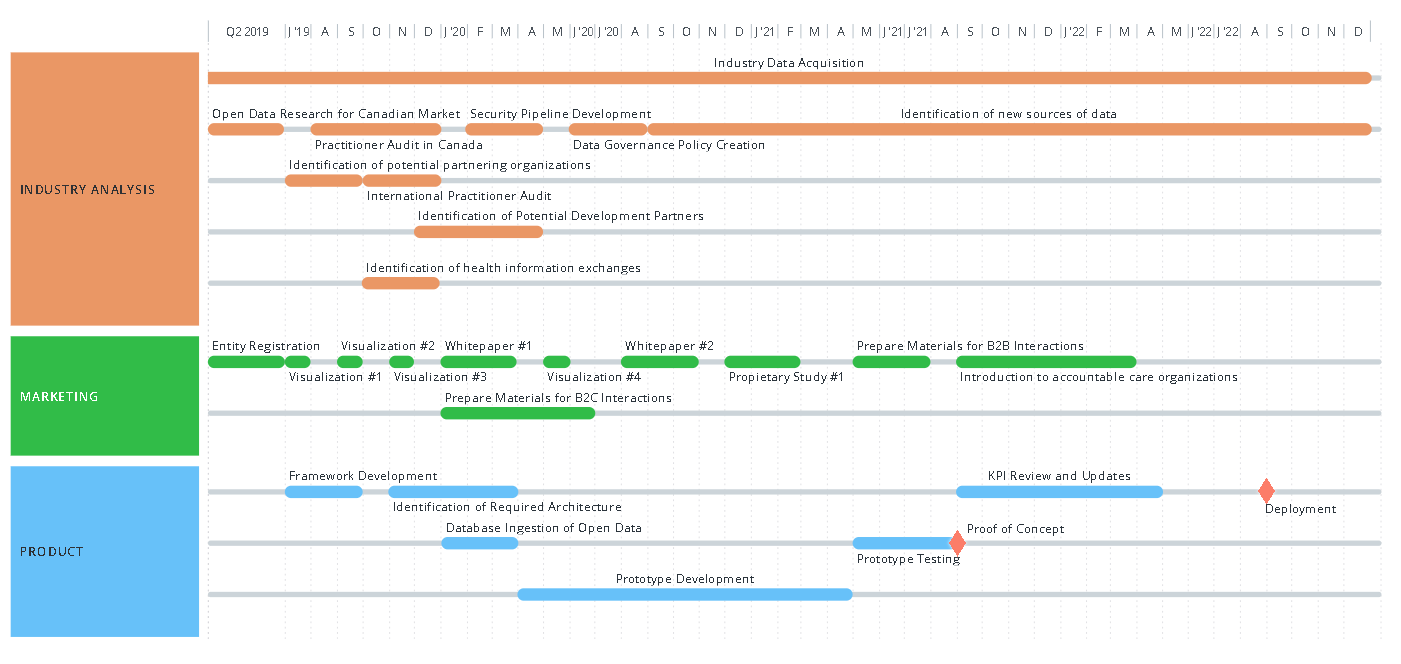 Q2 2019 J '19 A S O N D J '20 F M A M J '20 J '20 A S O N D J '21 F M A M J '21 J '21 A S O N D J '22 F M A M J '22 J '22 A S O N D
Industry Data Acquisition
Open Data Research for Canadian Market Security Pipeline Development Identification of new sources of data
Practitioner Audit in Canada Data Governance Policy Creation
Identification of potential partnering organizations
INDUSTRY ANALYSIS
International Practitioner Audit
Identification of Potential Development Partners
Identification of health information exchanges
Entity Registration Visualization #2 Whitepaper #1 Whitepaper #2 Prepare Materials for B2B Interactions
Visualization #1 Visualization #3 Visualization #4 Propietary Study #1 Introduction to accountable care organizations
MARKETING
Prepare Materials for B2C Interactions
Framework Development KPI Review and Updates
Identification of Required Architecture Deployment
Database Ingestion of Open Data Proof of Concept
PRODUCT
Prototype Testing
Prototype Development